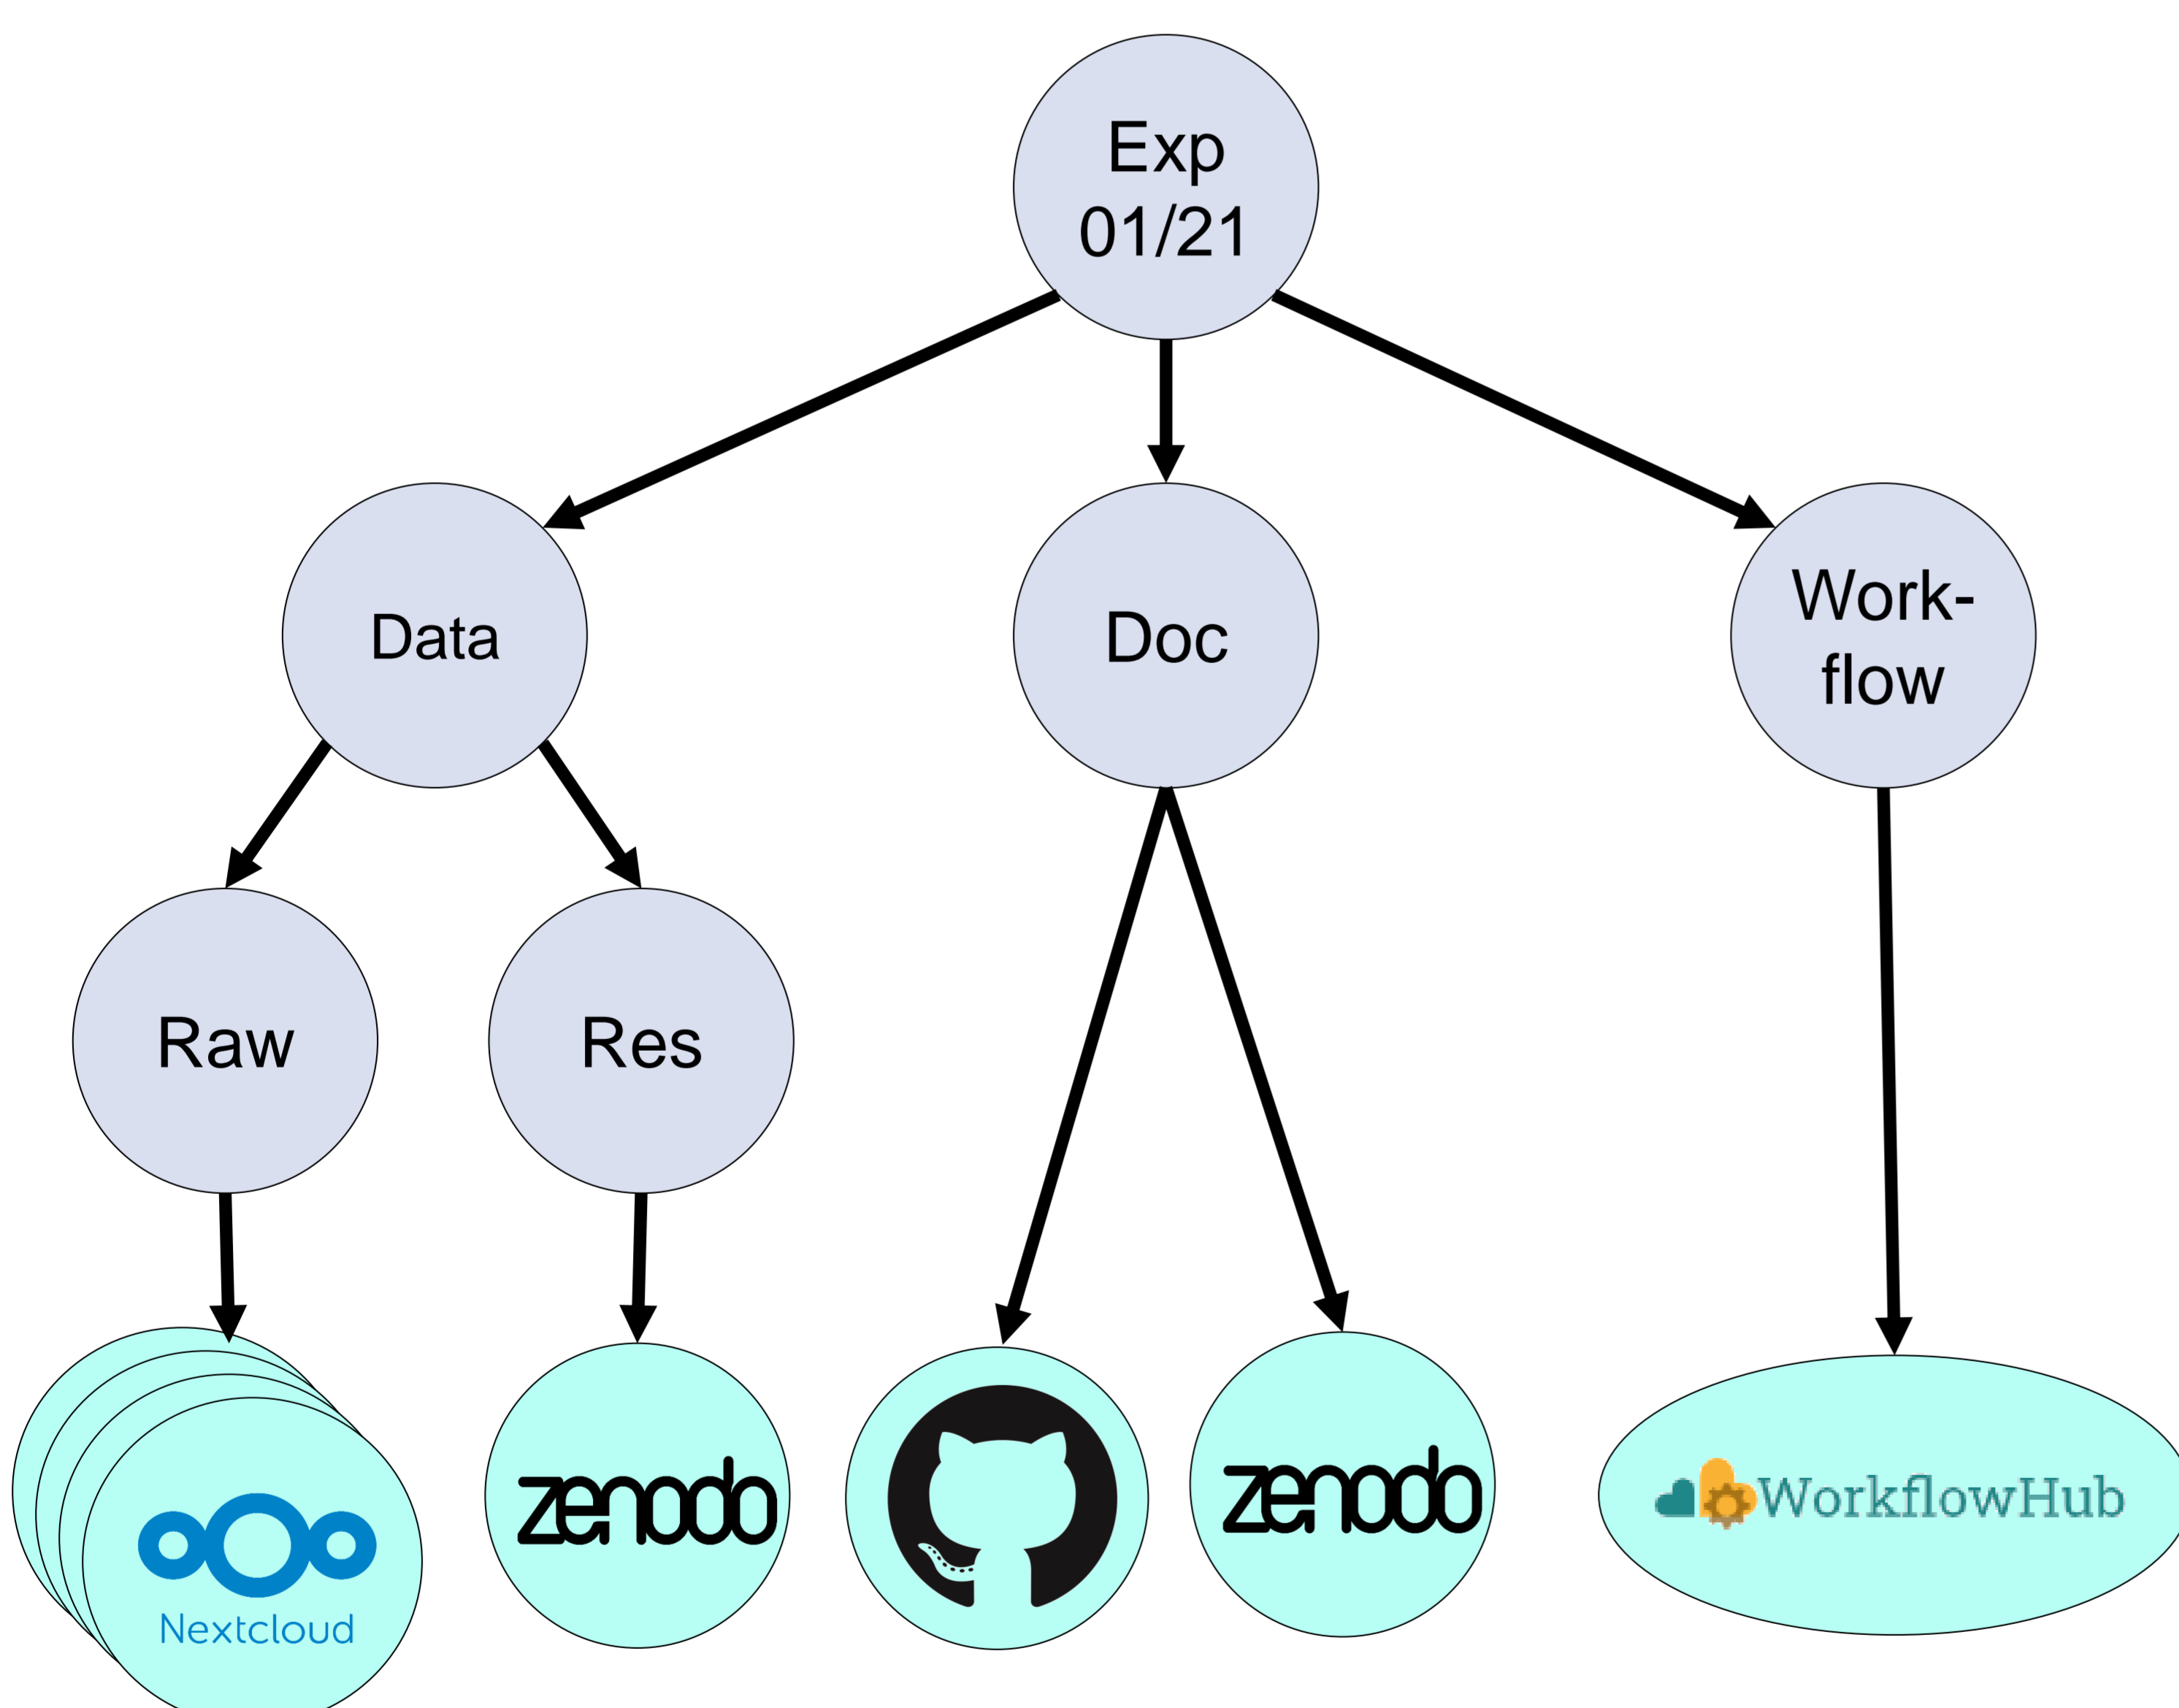 Exp
01/21
Data
Doc
Work-
flow
Raw
Res
Nextcloud
zenodo
zenodo
WorkflowHub